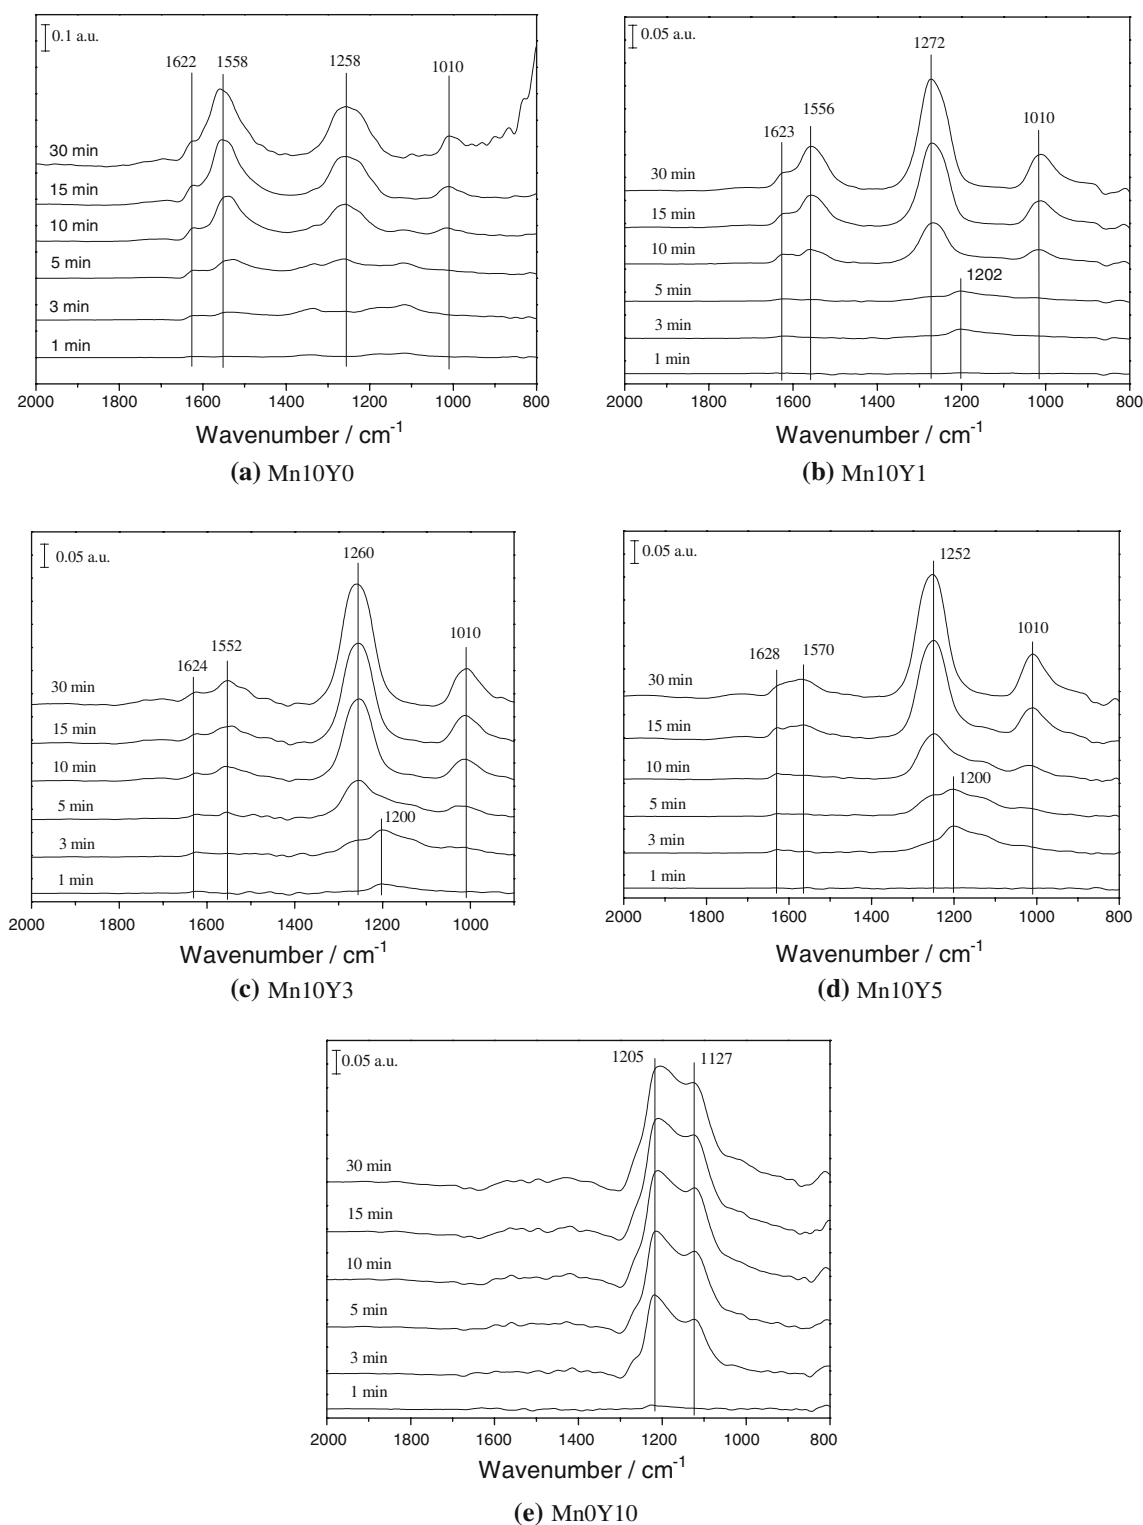 0.1 a.u.
1622 1558 1258 1010
30 min
15 min
10 min
5 min
3 min
1 min
2000 1800 1600 1400 1200 1000 800
Wavenumber / cm-1
(a) Mn10Y0
0.05 a.u.
1272
1623 1556 1010
30 min
15 min
10 min
5 min
1202
3 min
1 min
2000 1800 1600 1400 1200 1000 800
Wavenumber / cm-1
(b) Mn10Y1
0.05 a.u.
1260
1624 1552 1010
30 min
15 min
10 min
5 min
1200
3 min
1 min
2000 1800 1600 1400 1200 1000
Wavenumber / cm-1
(c) Mn10Y3
0.05 a.u.
1252
1628 1570 1010
30 min
15 min
10 min
1200
5 min
3 min
1 min
2000 1800 1600 1400 1200 1000 800
Wavenumber / cm-1
(d) Mn10Y5
0.05 a.u.
1205 1127
30 min
15 min
10 min
5 min
3 min
1 min
2000 1800 1600 1400 1200 1000 800
Wavenumber / cm-1
(e) Mn0Y10